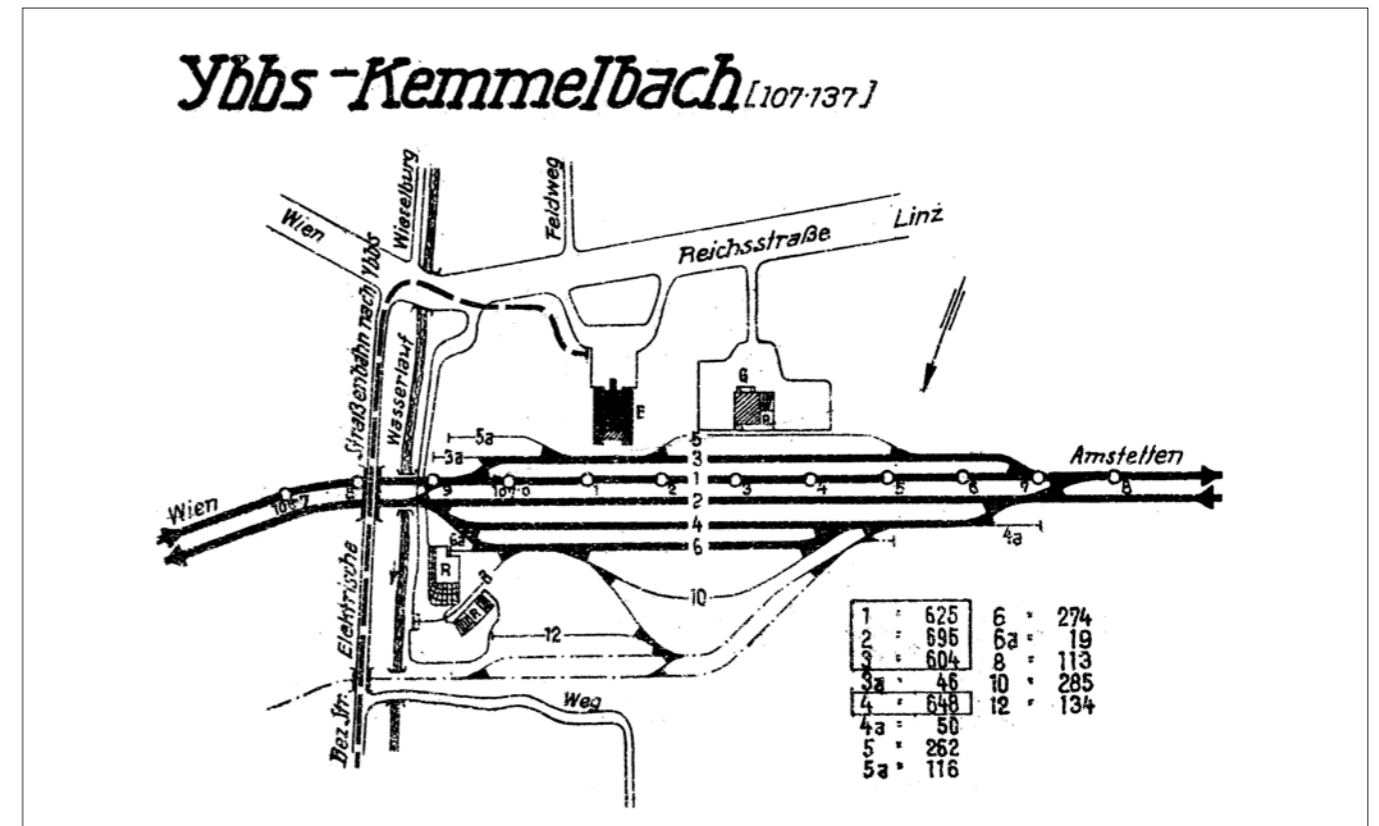 Ybbs-Kemmelbach [107·137]
Wieselburg
Feldweg
Wien
Linz
Reichsstraße
Straßenbahn nach Ybbs
Wasserlauf
G
E
R
5a
5
3a
3
Amstetten
1
9
107·0
1
2
3
4
5
6
7
8
106·7
Wien
2
4
4a
6a
6
R
8
R
10
12
Elektrische
Weg
Bez. Str.
1 = 625
2 = 696
3 = 604
3a = 46
4 = 648
4a = 50
5 = 262
5a = 116
6 = 274
6a = 19
8 = 113
10 = 285
12 = 134